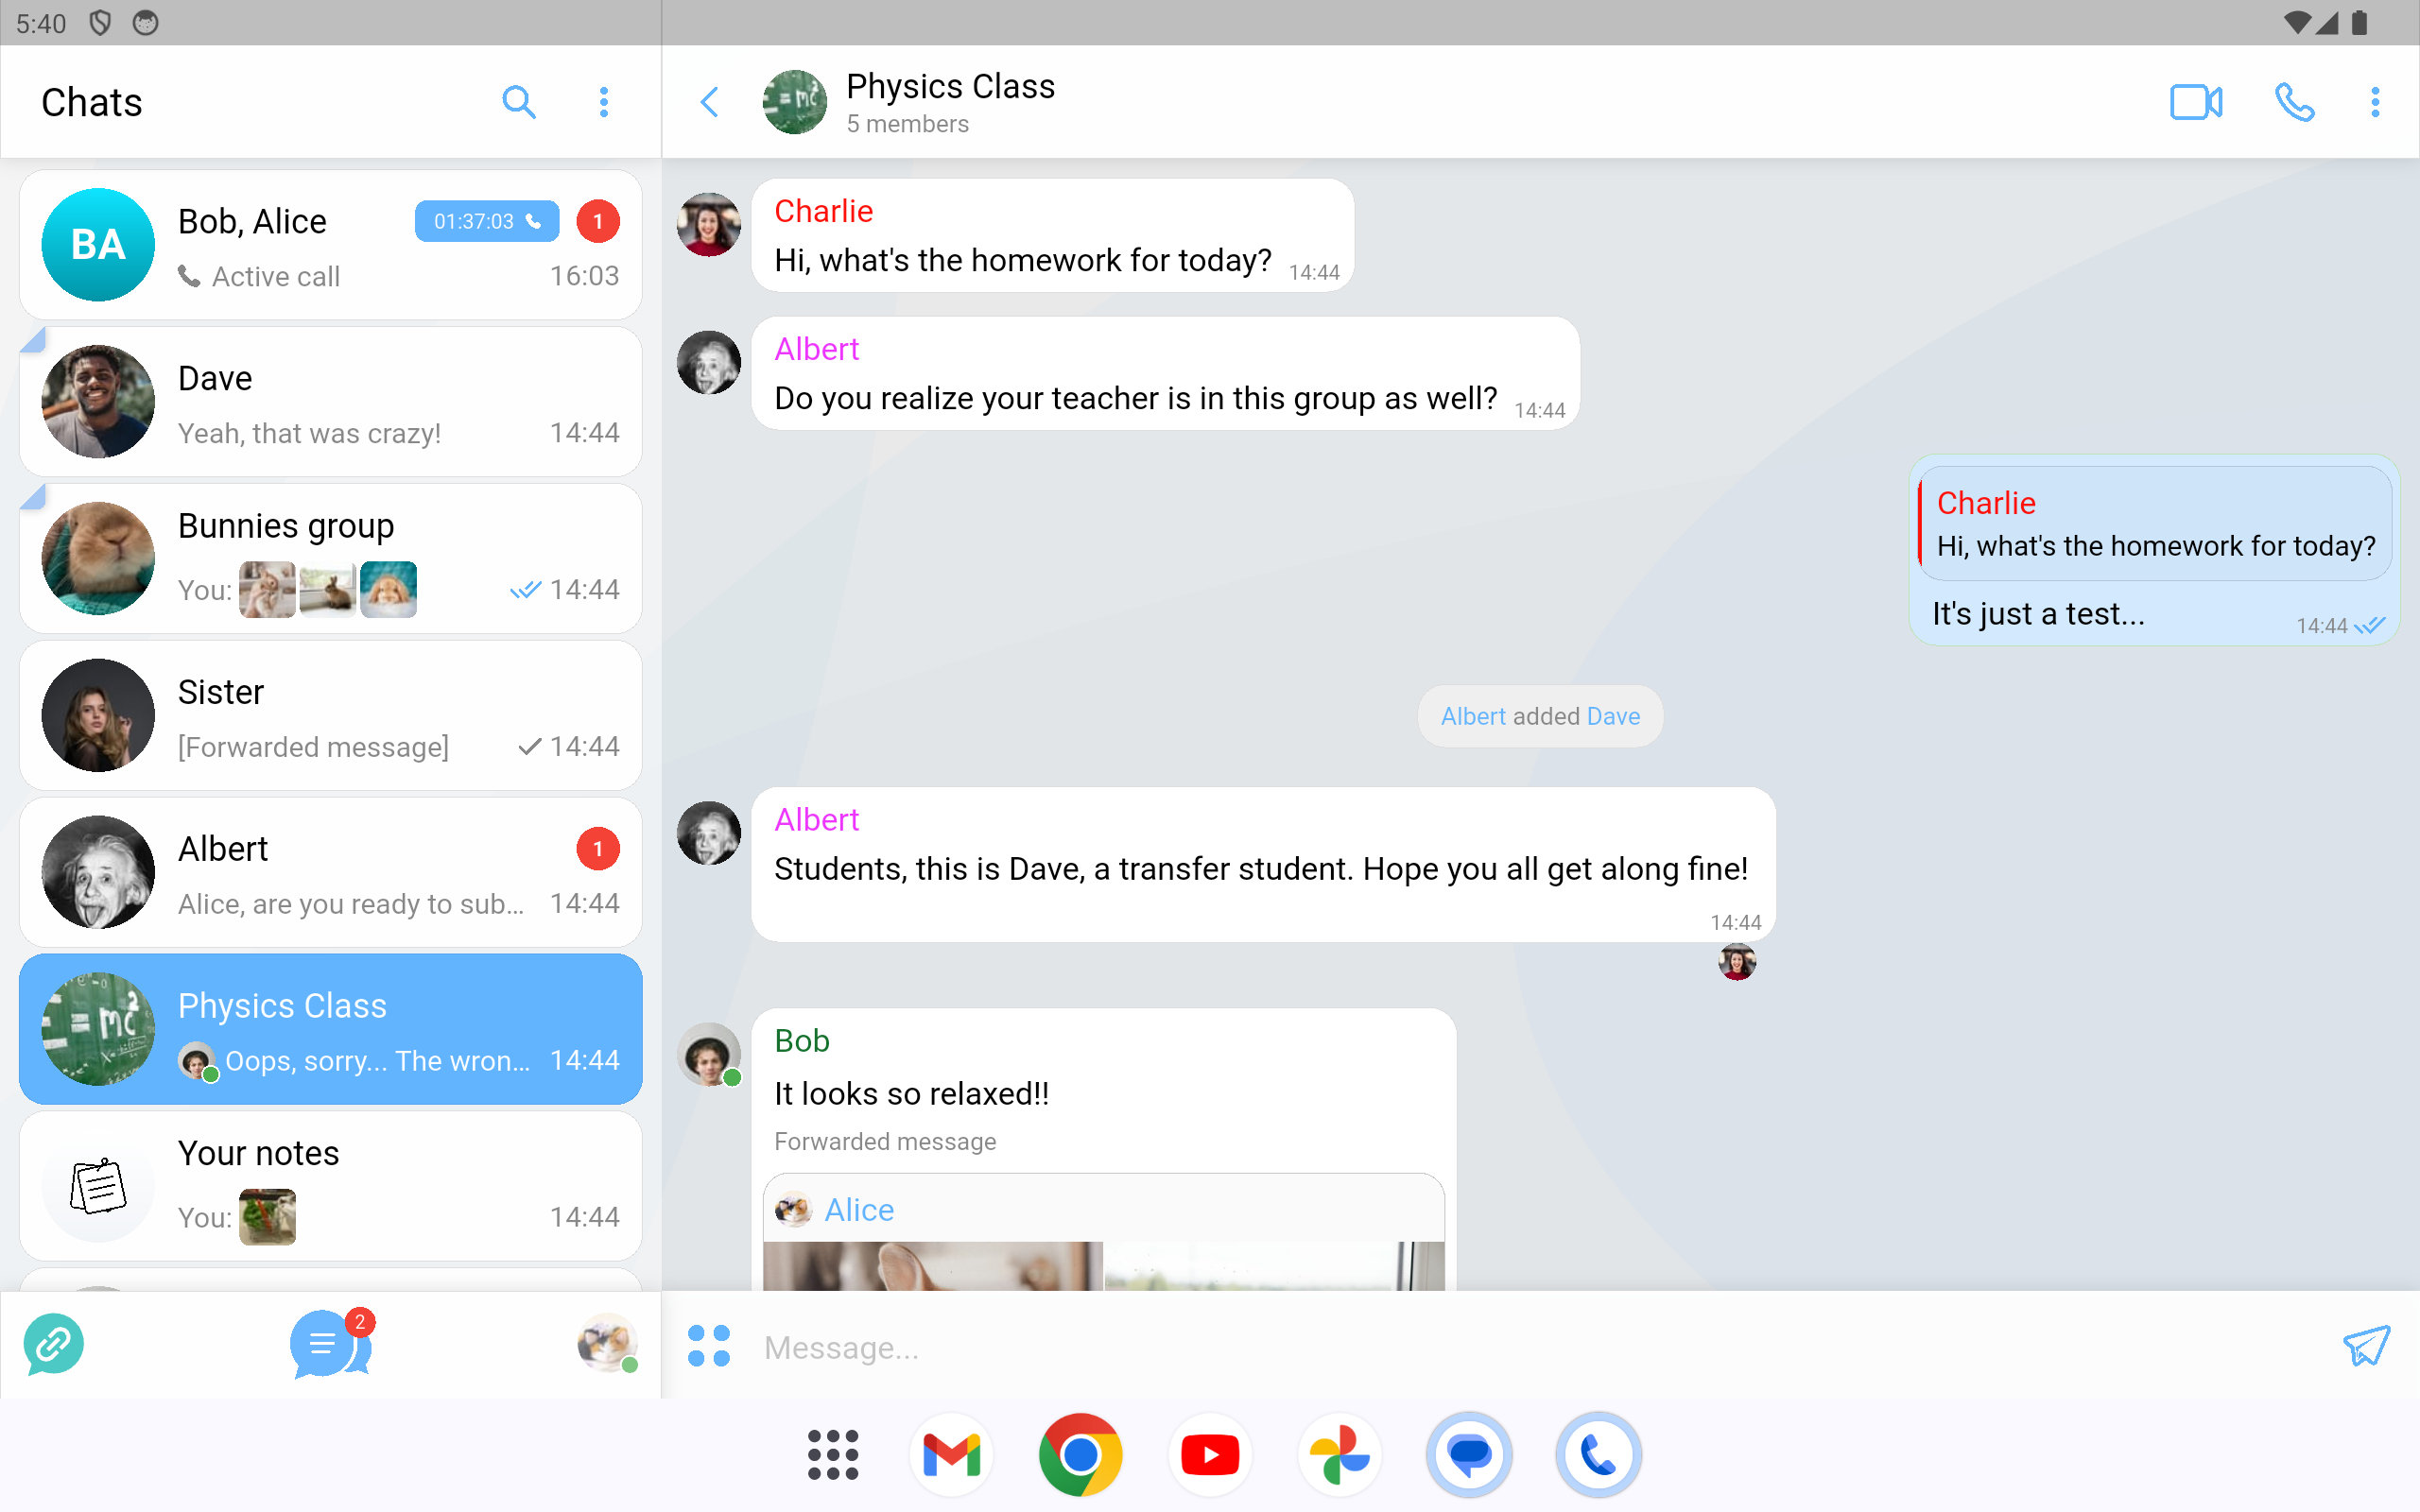 5:40
Chats
BA
Bob, Alice
01:37:03
1
Active call
16:03
Dave
Yeah, that was crazy!
14:44
Bunnies group
You:
14:44
Sister
[Forwarded message]
14:44
Albert
1
Alice, are you ready to sub...
14:44
= mc²
Physics Class
Oops, sorry... The wron...
14:44
Your notes
You:
14:44
2
= mc
Physics Class
5 members
Charlie
Hi, what's the homework for today?
14:44
Albert
Do you realize your teacher is in this group as well?
14:44
Charlie
Hi, what's the homework for today?
It's just a test...
14:44
Albert added Dave
Albert
Students, this is Dave, a transfer student. Hope you all get along fine!
14:44
Bob
It looks so relaxed!!
Forwarded message
Alice
Message...